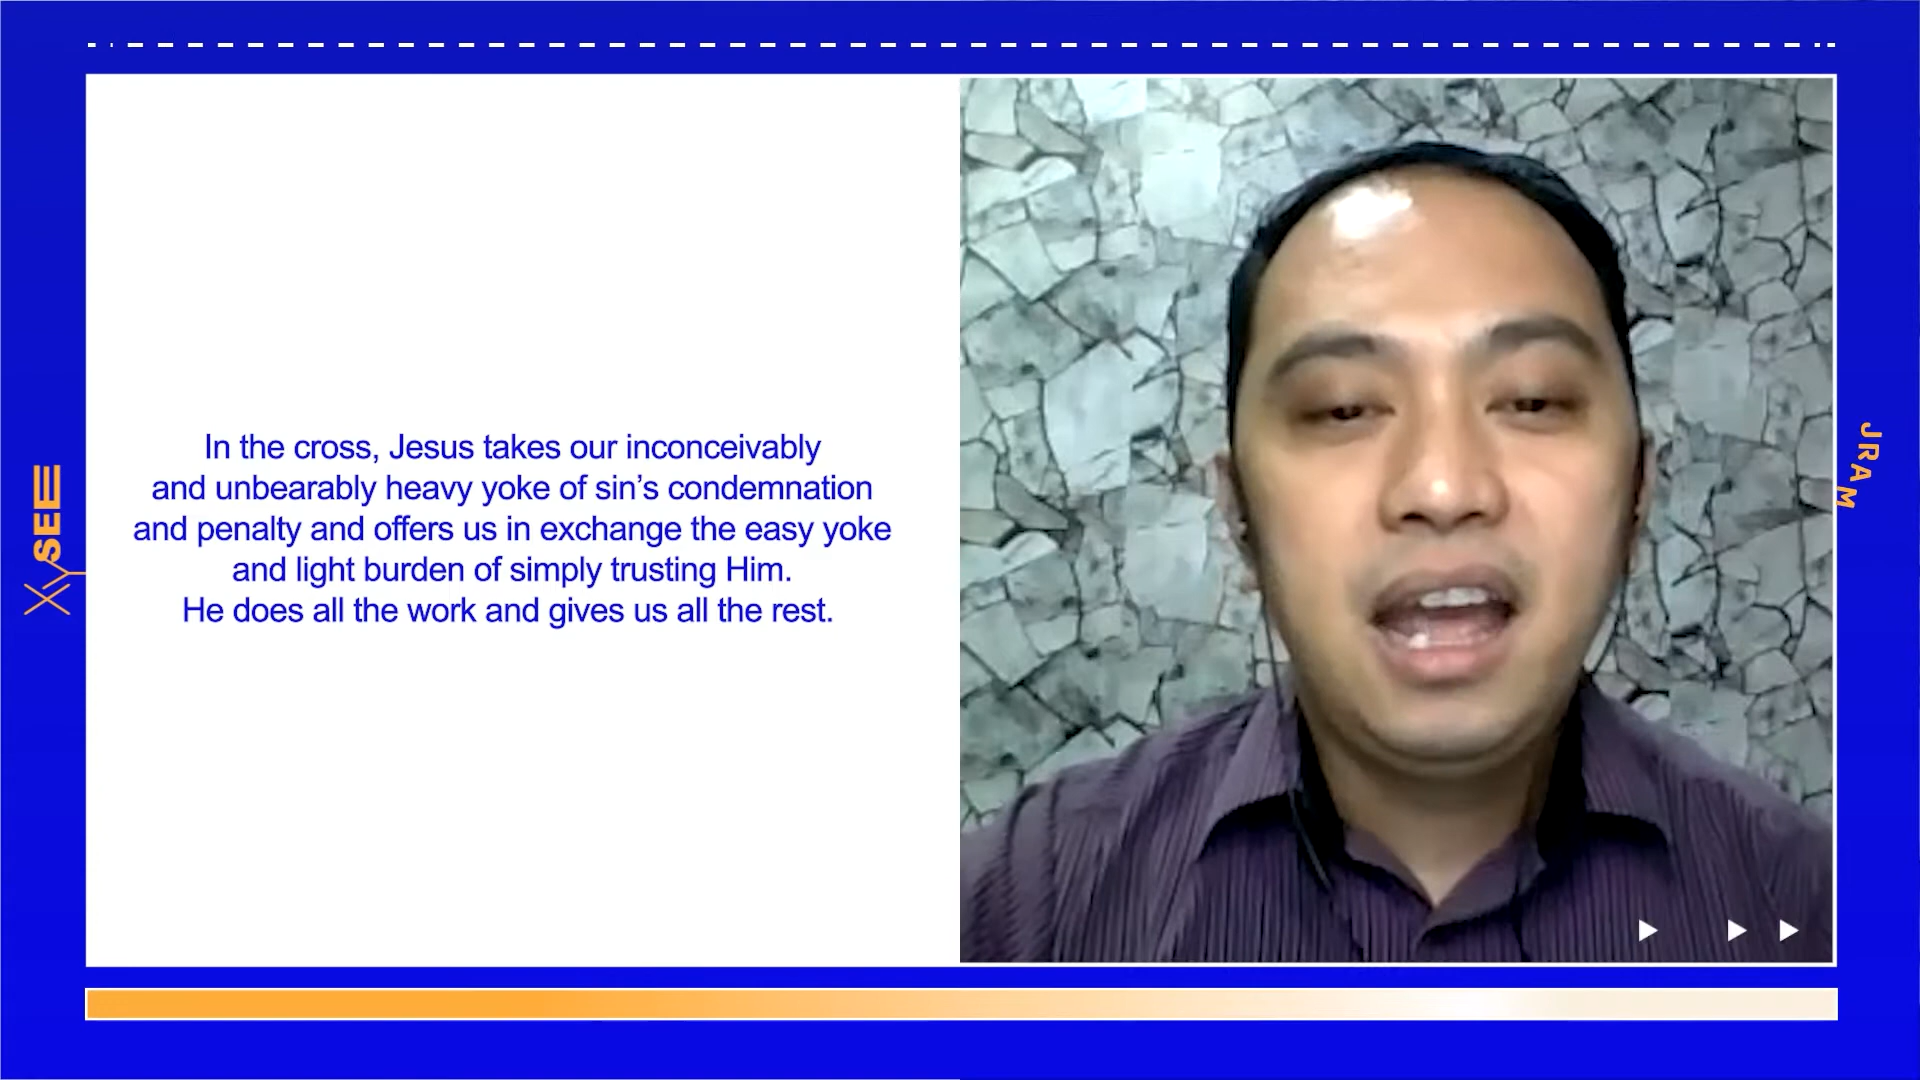 In the cross, Jesus takes our inconceivably
and unbearably heavy yoke of sin’s condemnation
and penalty and offers us in exchange the easy yoke
and light burden of simply trusting Him.
He does all the work and gives us all the rest.
JRAM